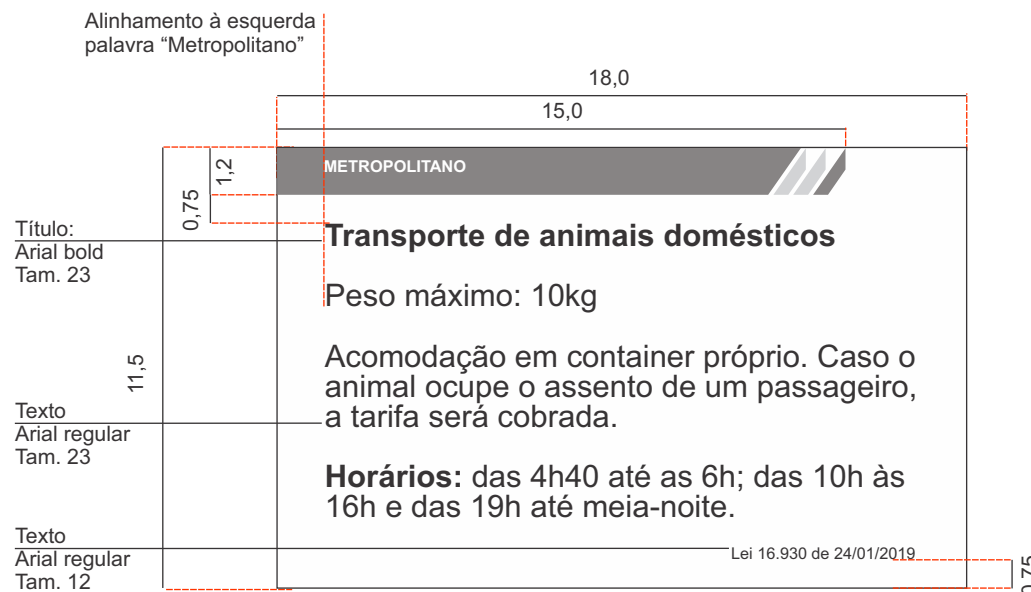 Alinhamento à esquerda
palavra “Metropolitano”
18,0
15,0
1,2
0,75
METROPOLITANO
Título:
Arial bold
Tam. 23
Transporte de animais domésticos
Peso máximo: 10kg
11,5
Acomodação em container próprio. Caso o
animal ocupe o assento de um passageiro,
a tarifa será cobrada.
Texto
Arial regular
Tam. 23
Horários: das 4h40 até as 6h; das 10h às
16h e das 19h até meia-noite.
Texto
Arial regular
Tam. 12
Lei 16.930 de 24/01/2019
0,75